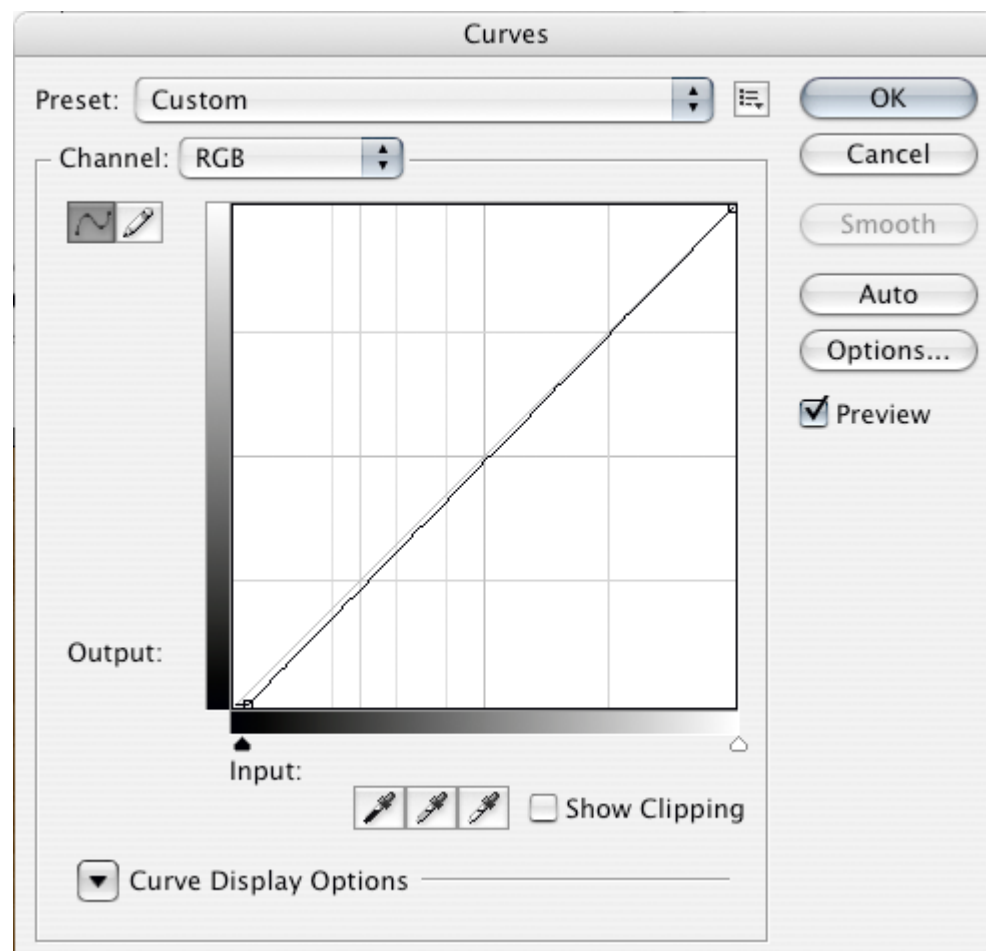 Curves
Preset: Custom
OK
Channel: RGB
Cancel
Smooth
Auto
Options...
Preview
Output:
Input:
Show Clipping
Curve Display Options